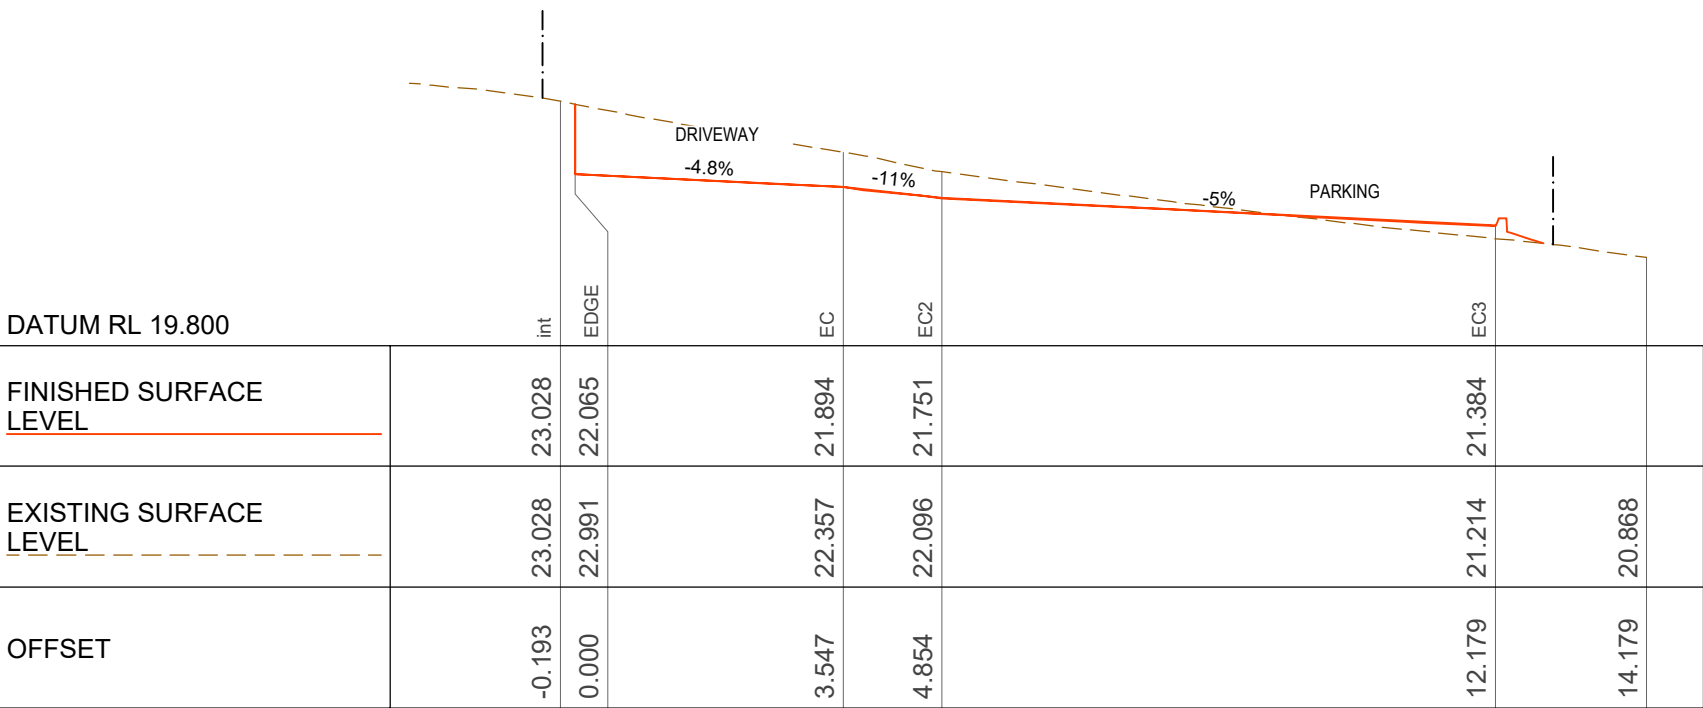 DRIVEWAY
-4.8%
-11%
-5%
PARKING
DATUM RL 19.800
int
EDGE
EC
EC2
EC3
FINISHED SURFACE
LEVEL
23.028
22.065
21.894
21.751
21.384
EXISTING SURFACE
LEVEL
23.028
22.991
22.357
22.096
21.214
20.868
OFFSET
-0.193
0.000
3.547
4.854
12.179
14.179